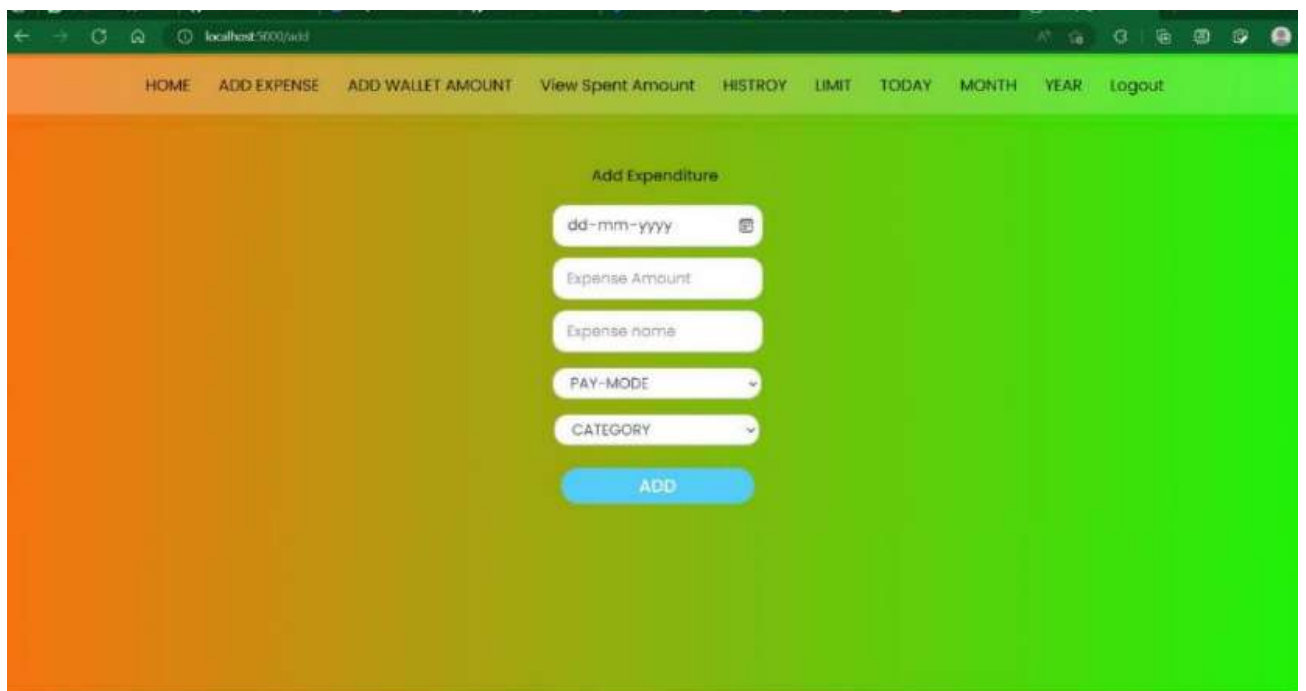 localhost:5000/add
HOME ADD EXPENSE ADD WALLET AMOUNT View Spent Amount HISTROY LIMIT TODAY MONTH YEAR Logout
Add Expenditure
dd-mm-yyyy
Expense Amount
Expense name
PAY-MODE
CATEGORY
ADD